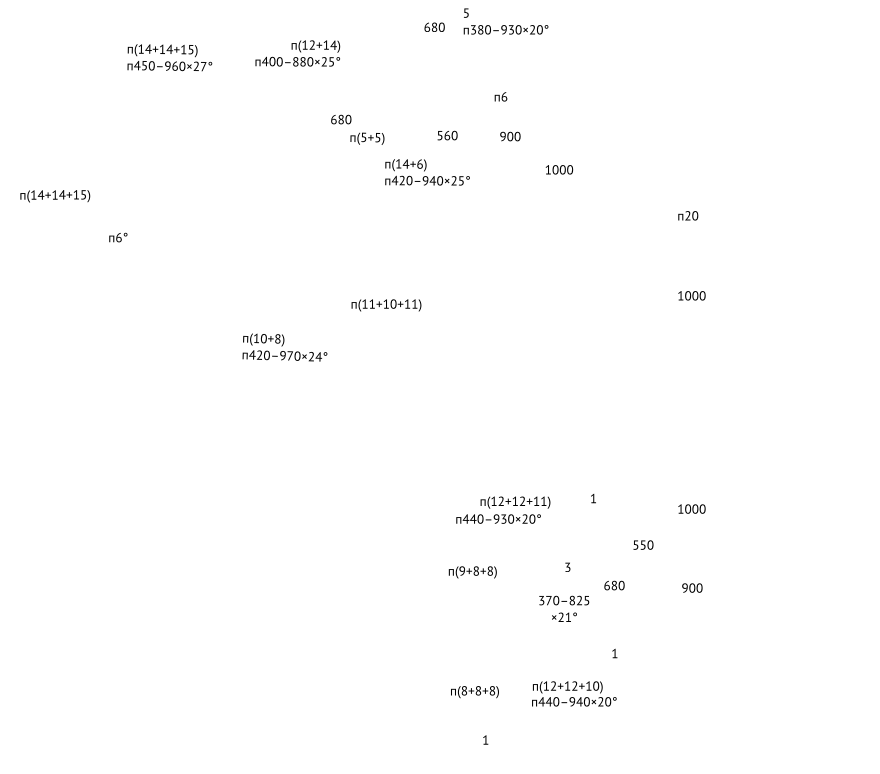 5
680
п380–930×20°
п(14+14+15)
п450–960×27°
п(12+14)
п400–880×25°
п6
680
п(5+5)
560
900
п(14+6)
п420–940×25°
1000
п(14+14+15)
п20
п6°
1000
п(11+10+11)
п(10+8)
п420–970×24°
п(12+12+11)
п440–930×20°
1
1000
550
п(9+8+8)
3
680
900
370–825
×21°
1
п(8+8+8)
п(12+12+10)
п440–940×20°
1